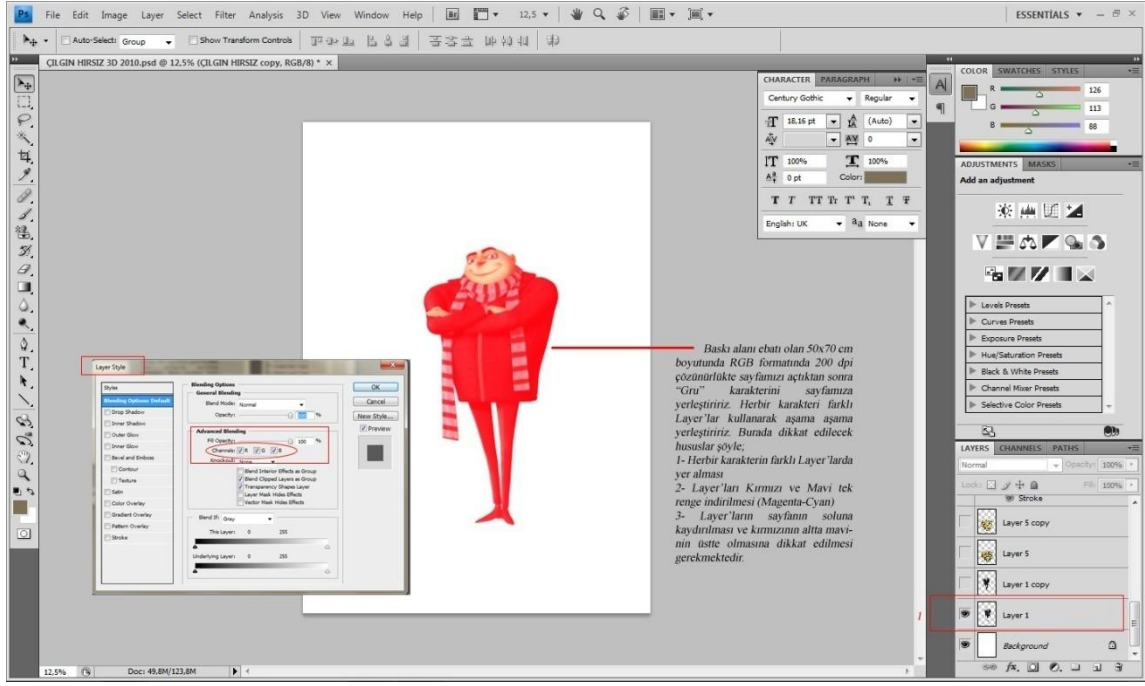 Ps File Edit Image Layer Select Filter Analysis 3D View Window Help Br 12,5 ESSENTİALS
Auto-Select: Group Show Transform Controls
ÇILGIN HIRSIZ 3D 2010.psd @ 12,5% (ÇILGIN HIRSIZ copy, RGB/8) *
CHARACTER PARAGRAPH
Century Gothic Regular
18,16 pt (Auto)
0
100% 100%
0 pt Color:
English: UK aa None
COLOR SWATCHES STYLES
R 126
G 113
B 88
ADJUSTMENTS MASKS
Add an adjustment
Levels Presets
Curves Presets
Exposure Presets
Hue/Saturation Presets
Black & White Presets
Channel Mixer Presets
Selective Color Presets
LAYERS CHANNELS PATHS
Normal Opacity: 100%
Lock: Fill: 100%
Stroke
Layer 5 copy
Layer 5
Layer 1 copy
1
Layer 1
Background
Baskı alanı ebatı olan 50x70 cm
boyutunda RGB formatında 200 dpi
çözünürlükte sayfamızı açtıktan sonra
“Gru” karakterini sayfamıza
yerleştiririz. Herbir karakteri farklı
Layer'lar kullanarak aşama aşama
yerleştiririz. Burada dikkat edilecek
hususlar şöyle;
1- Herbir karakterin farklı Layer'larda
yer alması
2- Layer'ları Kırmızı ve Mavi tek
renge indirilmesi (Magenta-Cyan)
3- Layer'ların sayfanın soluna
kaydırılması ve kırmızının altta mavi-
nin üstte olmasına dikkat edilmesi
gerekmektedir.
Layer Style
Styles
Blending Options: Default
Drop Shadow
Inner Shadow
Outer Glow
Inner Glow
Bevel and Emboss
Contour
Texture
Satin
Color Overlay
Gradient Overlay
Pattern Overlay
Stroke
Blending Options
General Blending
Blend Mode: Normal
Opacity: 100 %
Advanced Blending
Fill Opacity: 100 %
Channels: R G B
Knockout: None
Blend Interior Effects as Group
Blend Clipped Layers as Group
Transparency Shapes Layer
Layer Mask Hides Effects
Vector Mask Hides Effects
Blend If: Gray
This Layer: 0 255
Underlying Layer: 0 255
OK
Cancel
New Style...
Preview
12,5% Doc: 49,8M/123,8M